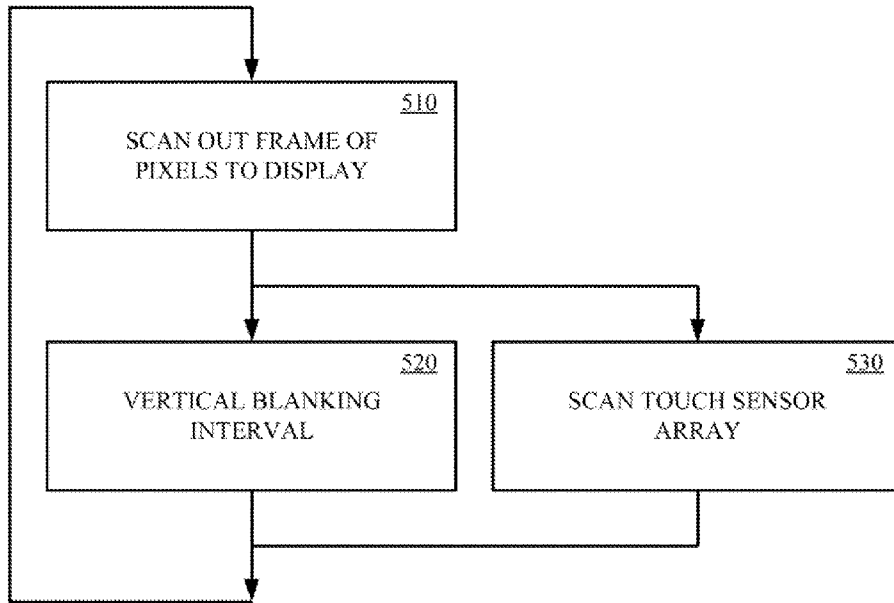 510
SCAN OUT FRAME OF
PIXELS TO DISPLAY
520
VERTICAL BLANKING
INTERVAL
530
SCAN TOUCH SENSOR
ARRAY